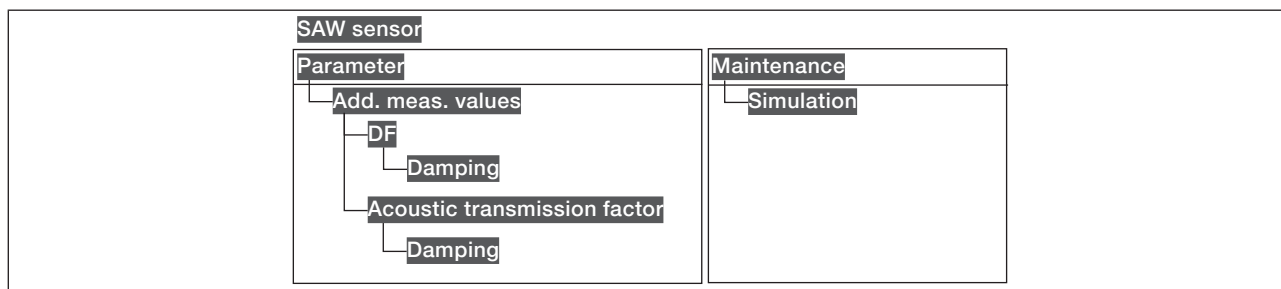 SAW sensor
Parameter
Add. meas. values
DF
Damping
Acoustic transmission factor
Damping
Maintenance
Simulation